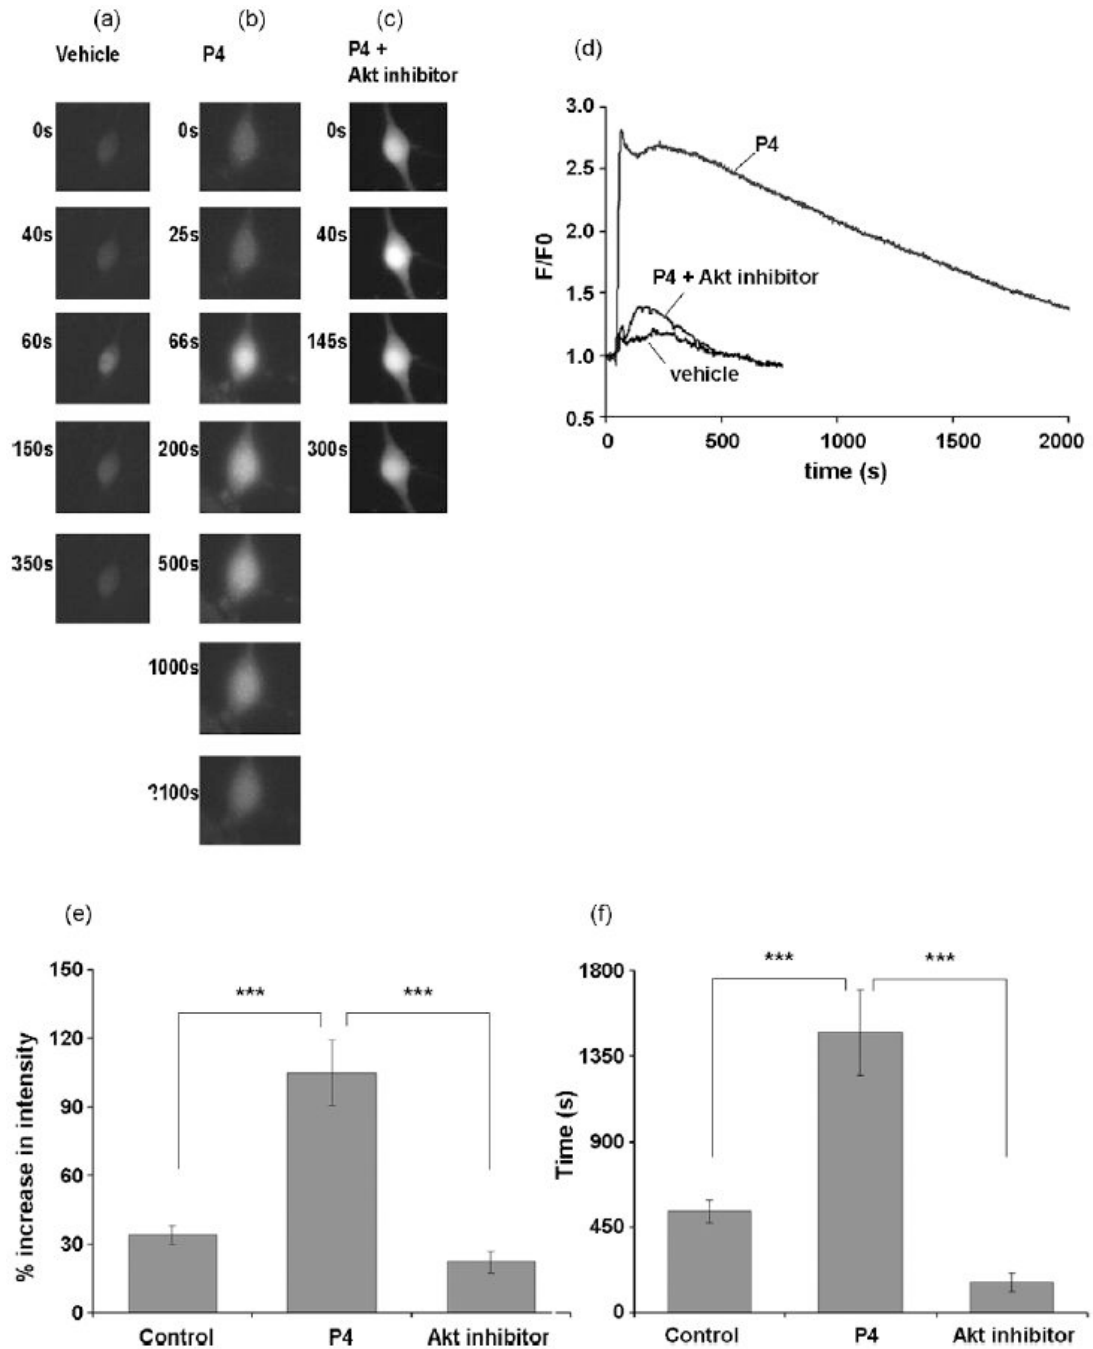 (a)
(b)
(c)
(d)
Vehicle
P4
P4 +
Akt inhibitor
0s
40s
60s
150s
350s
0s
25s
66s
200s
500s
1000s
?100s
0s
40s
145s
300s
3.0
2.5
2.0
1.5
1.0
0.5
F/F0
P4
P4 + Akt inhibitor
vehicle
0
500
1000
1500
2000
time (s)
(e)
150
120
90
60
30
0
% increase in intensity
***
***
Control
P4
Akt inhibitor
(f)
1800
1350
900
450
0
Time (s)
***
***
Control
P4
Akt inhibitor